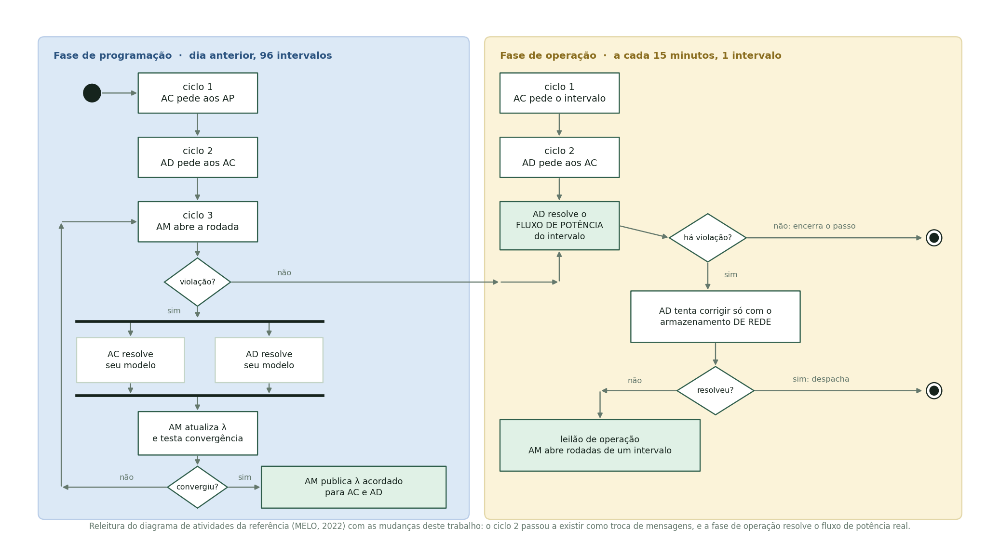 Fase de programação · dia anterior, 96 intervalos
ciclo 1
AC pede aos AP
ciclo 2
AD pede aos AC
ciclo 3
AM abre a rodada
violação?
não
sim
AC resolve
seu modelo
AD resolve
seu modelo
AM atualiza λ
e testa convergência
não
convergiu?
sim
AM publica λ acordado
para AC e AD
Fase de operação · a cada 15 minutos, 1 intervalo
ciclo 1
AC pede o intervalo
ciclo 2
AD pede aos AC
AD resolve o
FLUXO DE POTÊNCIA
do intervalo
há violação?
não: encerra o passo
sim
AD tenta corrigir só com o
armazenamento DE REDE
não
resolveu?
sim: despacha
leilão de operação
AM abre rodadas de um intervalo
Releitura do diagrama de atividades da referência (MELO, 2022) com as mudanças deste trabalho: o ciclo 2 passou a existir como troca de mensagens, e a fase de operação resolve o fluxo de potência real.